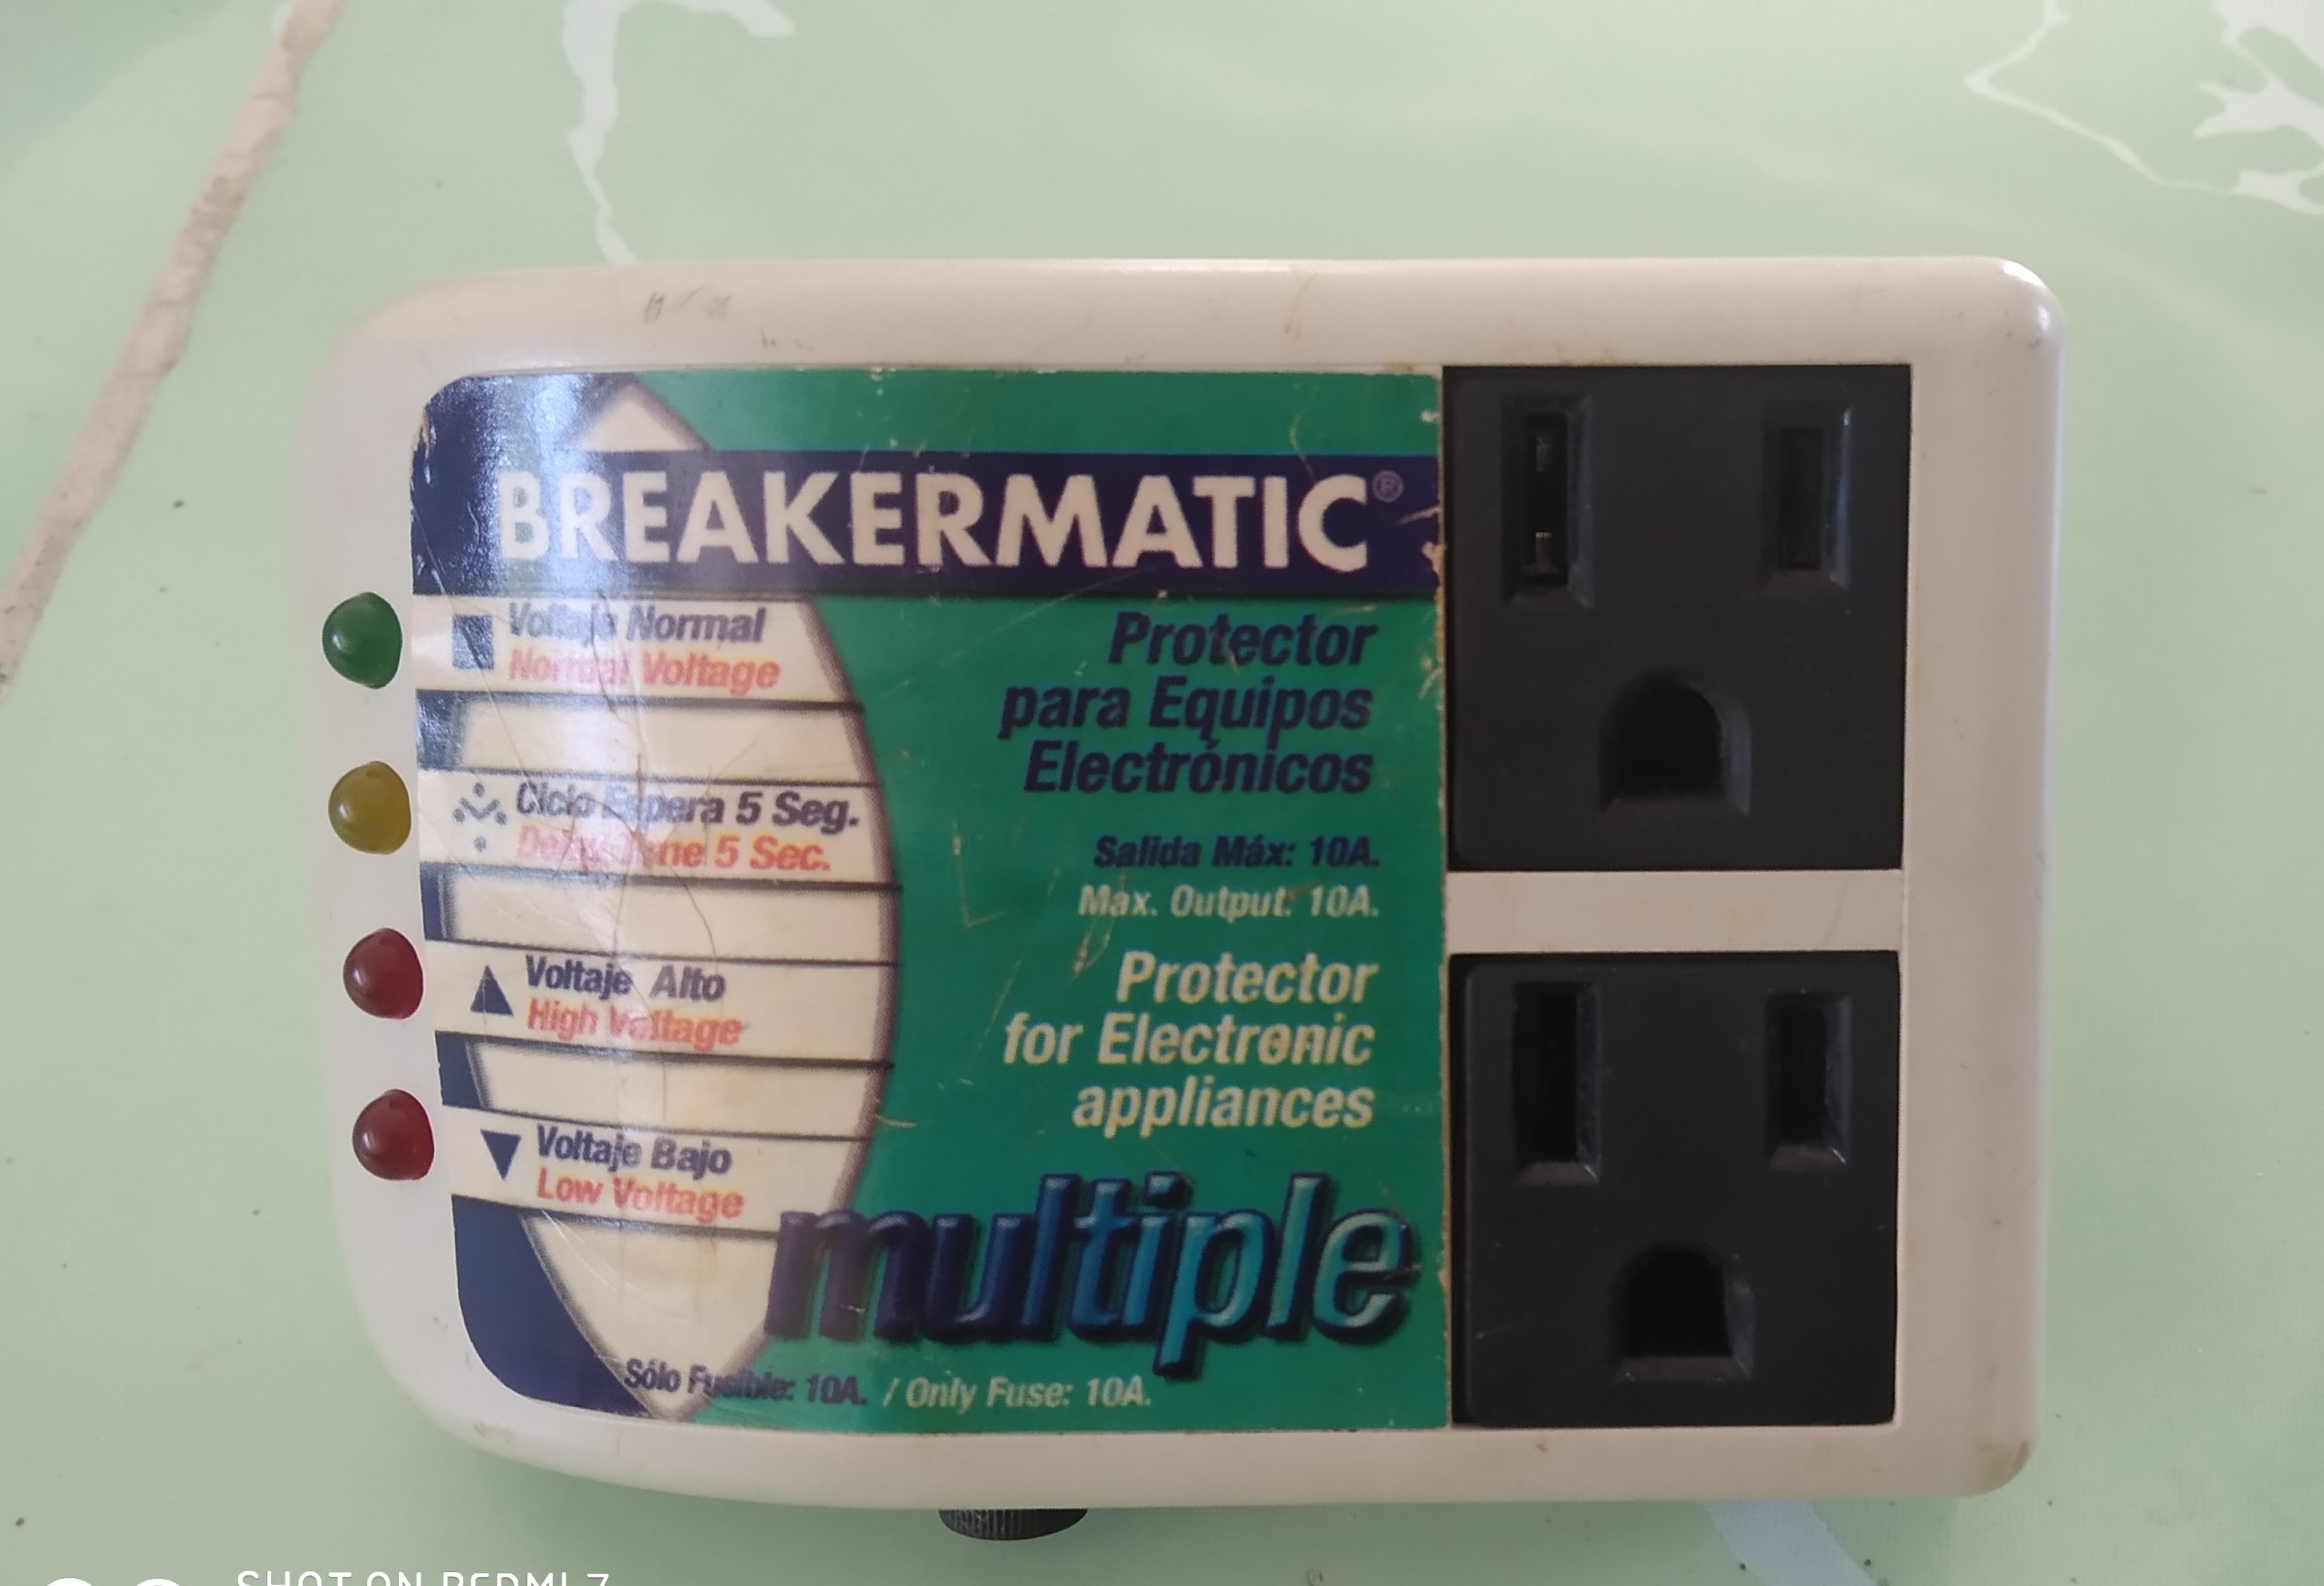 BREAKERMATIC®
Voltaje Normal
Normal Voltage
Ciclo Espera 5 Seg.
Delay Time 5 Sec.
Voltaje Alto
High Voltage
Voltaje Bajo
Low Voltage
Protector
para Equipos
Electrónicos
Salida Máx: 10A.
Max. Output: 10A.
Protector
for Electronic
appliances
multiple
Sólo Fusible: 10A. / Only Fuse: 10A.
SHOT ON REDMI 7